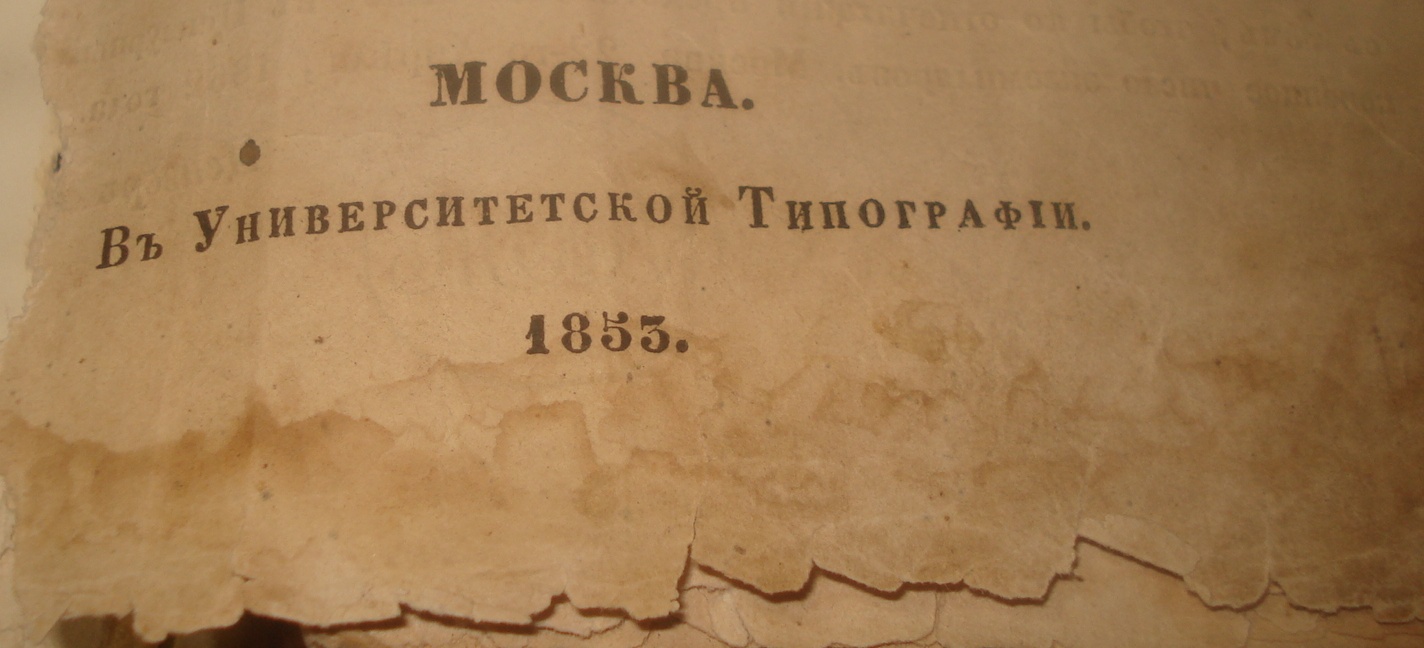 МОСКВА.
Въ Университетской Типографіи.
1853.